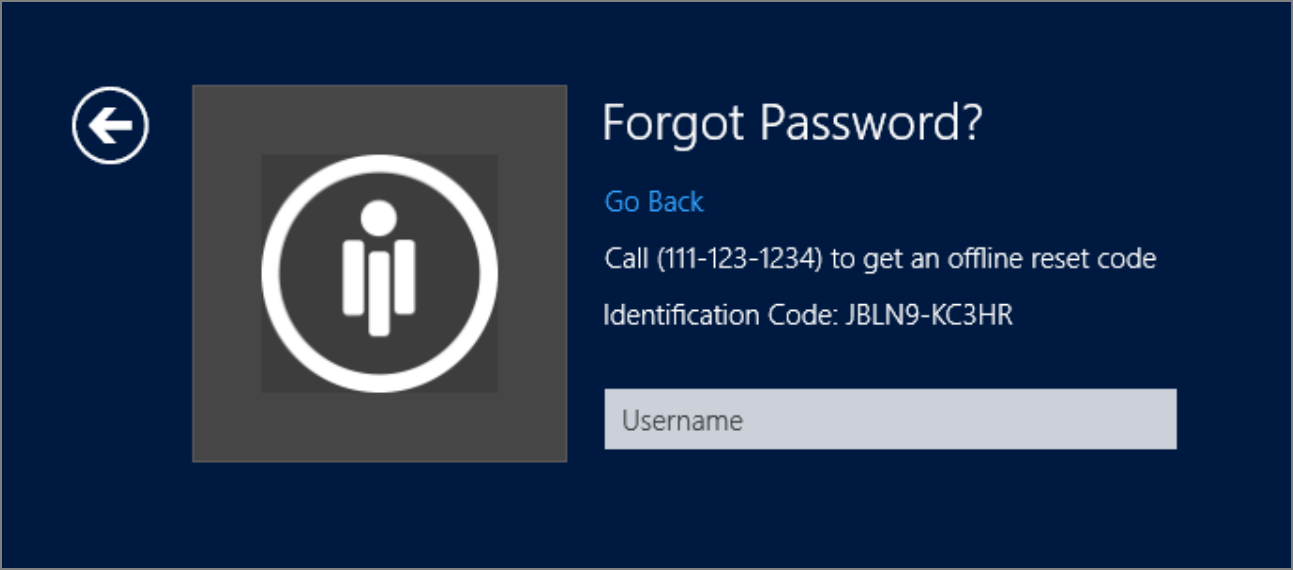 Forgot Password?
Go Back
Call (111-123-1234) to get an offline reset code
Identification Code: JBLN9-KC3HR
Username